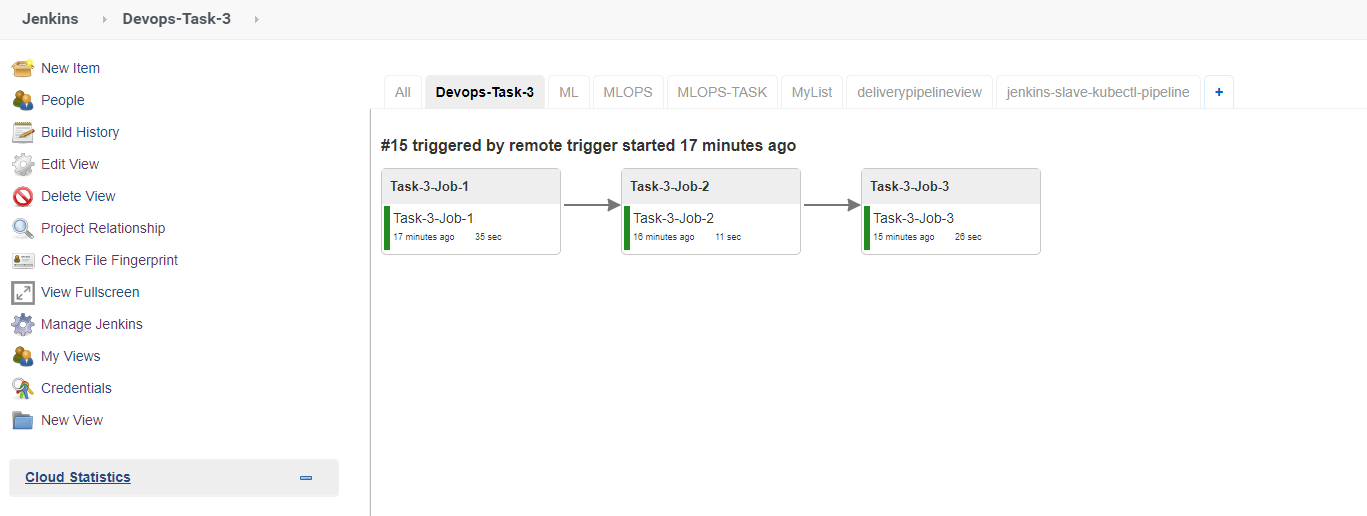 Jenkins Devops-Task-3
New Item
People
Build History
Edit View
Delete View
Project Relationship
Check File Fingerprint
View Fullscreen
Manage Jenkins
My Views
Credentials
New View
Cloud Statistics
All Devops-Task-3 ML MLOPS MLOPS-TASK MyList deliverypipelineview jenkins-slave-kubectl-pipeline +
#15 triggered by remote trigger started 17 minutes ago
Task-3-Job-1
Task-3-Job-1
17 minutes ago 35 sec
Task-3-Job-2
Task-3-Job-2
16 minutes ago 11 sec
Task-3-Job-3
Task-3-Job-3
15 minutes ago 26 sec